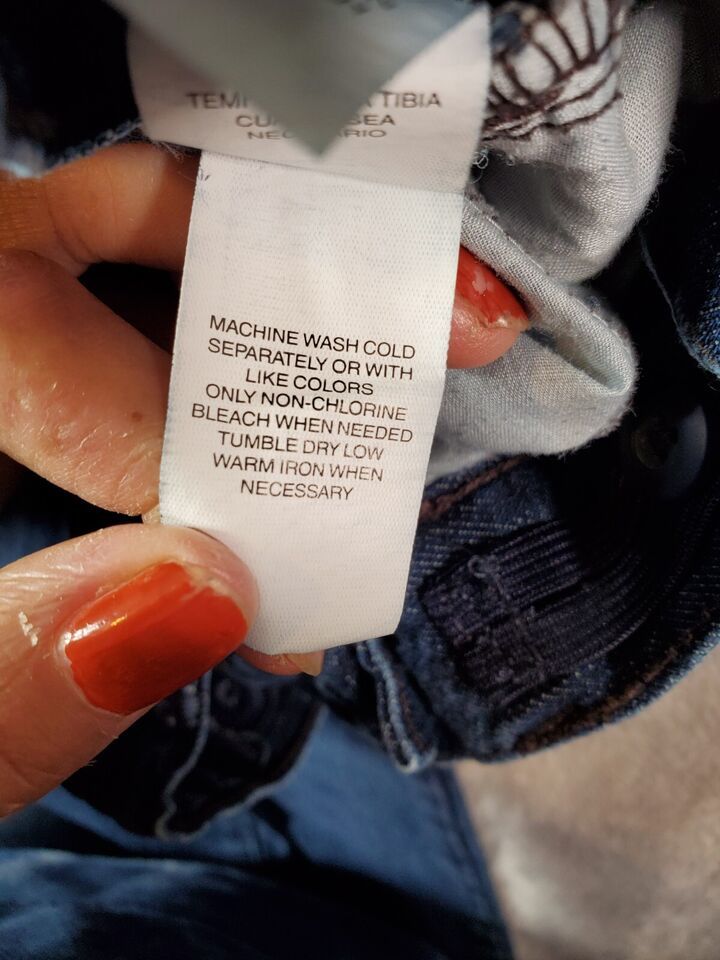 TIBIA
MACHINE WASH COLD
SEPARATELY OR WITH
LIKE COLORS
ONLY NON-CHLORINE
BLEACH WHEN NEEDED
TUMBLE DRY LOW
WARM IRON WHEN
NECESSARY